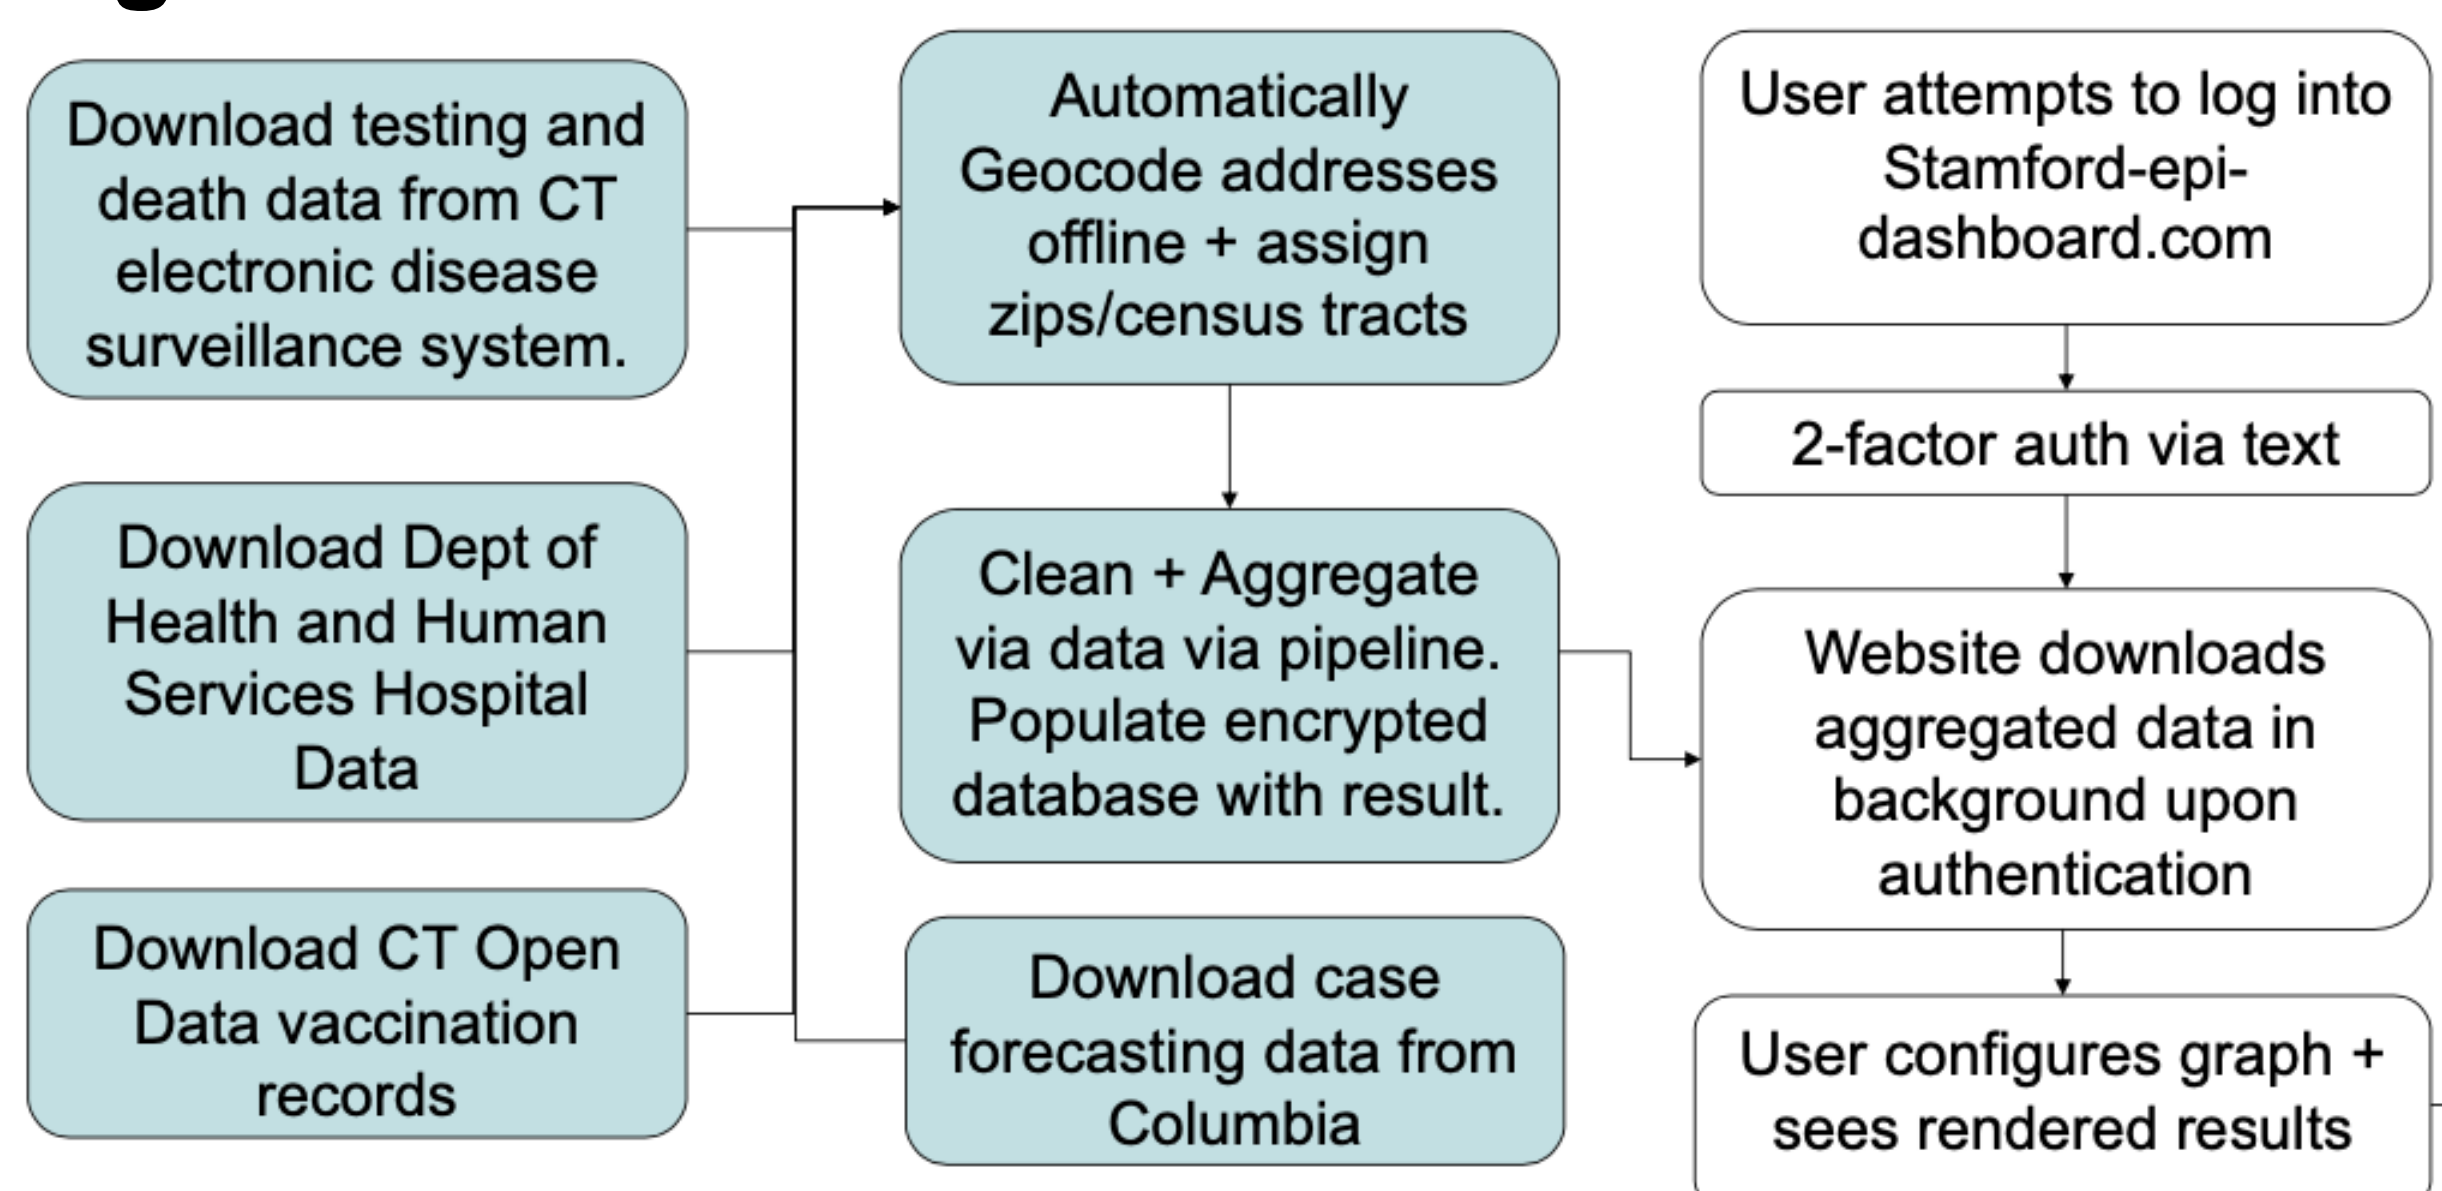 Download testing and
death data from CT
electronic disease
surveillance system.
Download Dept of
Health and Human
Services Hospital
Data
Download CT Open
Data vaccination
records
Automatically
Geocode addresses
offline + assign
zips/census tracts
Clean + Aggregate
via data via pipeline.
Populate encrypted
database with result.
Download case
forecasting data from
Columbia
User attempts to log into
Stamford-epi-
dashboard.com
2-factor auth via text
Website downloads
aggregated data in
background upon
authentication
User configures graph +
sees rendered results